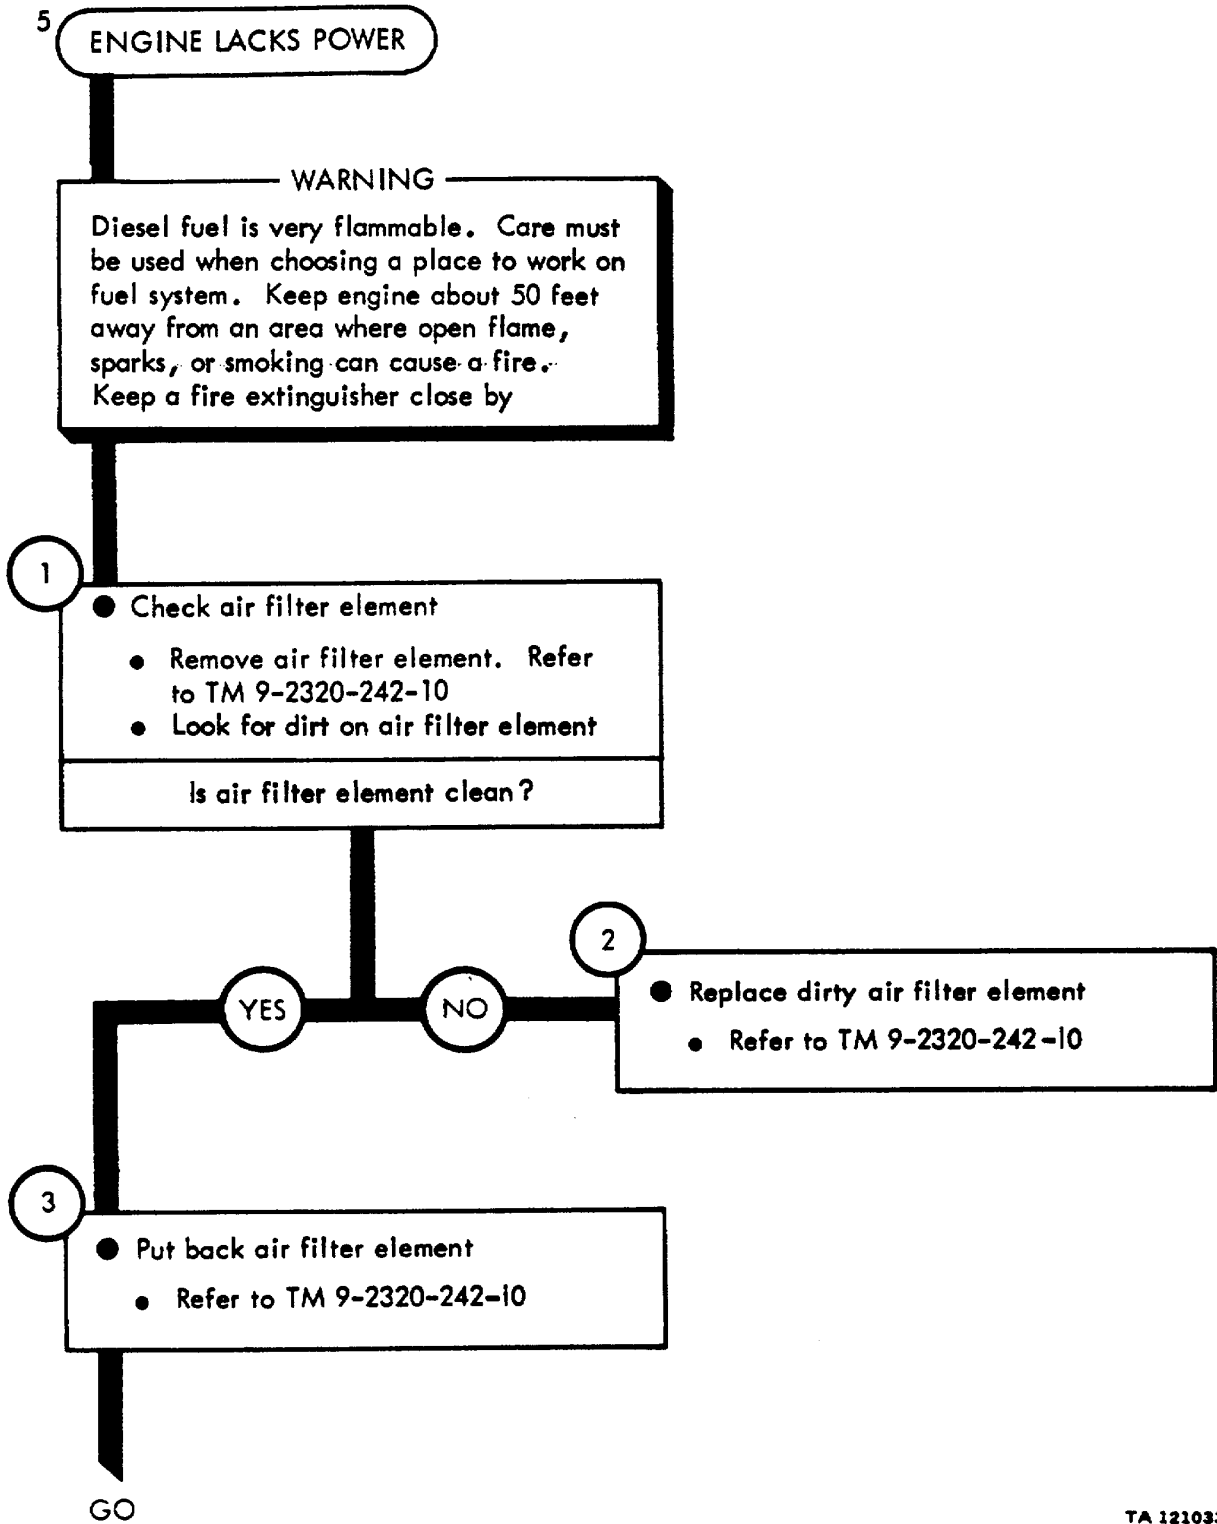 5
ENGINE LACKS POWER
WARNING
Diesel fuel is very flammable. Care must
be used when choosing a place to work on
fuel system. Keep engine about 50 feet
away from an area where open flame,
sparks, or smoking can cause a fire.
Keep a fire extinguisher close by
1
● Check air filter element
● Remove air filter element. Refer
to TM 9-2320-242-10
● Look for dirt on air filter element
Is air filter element clean?
2
YES
NO
● Replace dirty air filter element
● Refer to TM 9-2320-242-10
3
● Put back air filter element
● Refer to TM 9-2320-242-10
GO
TA